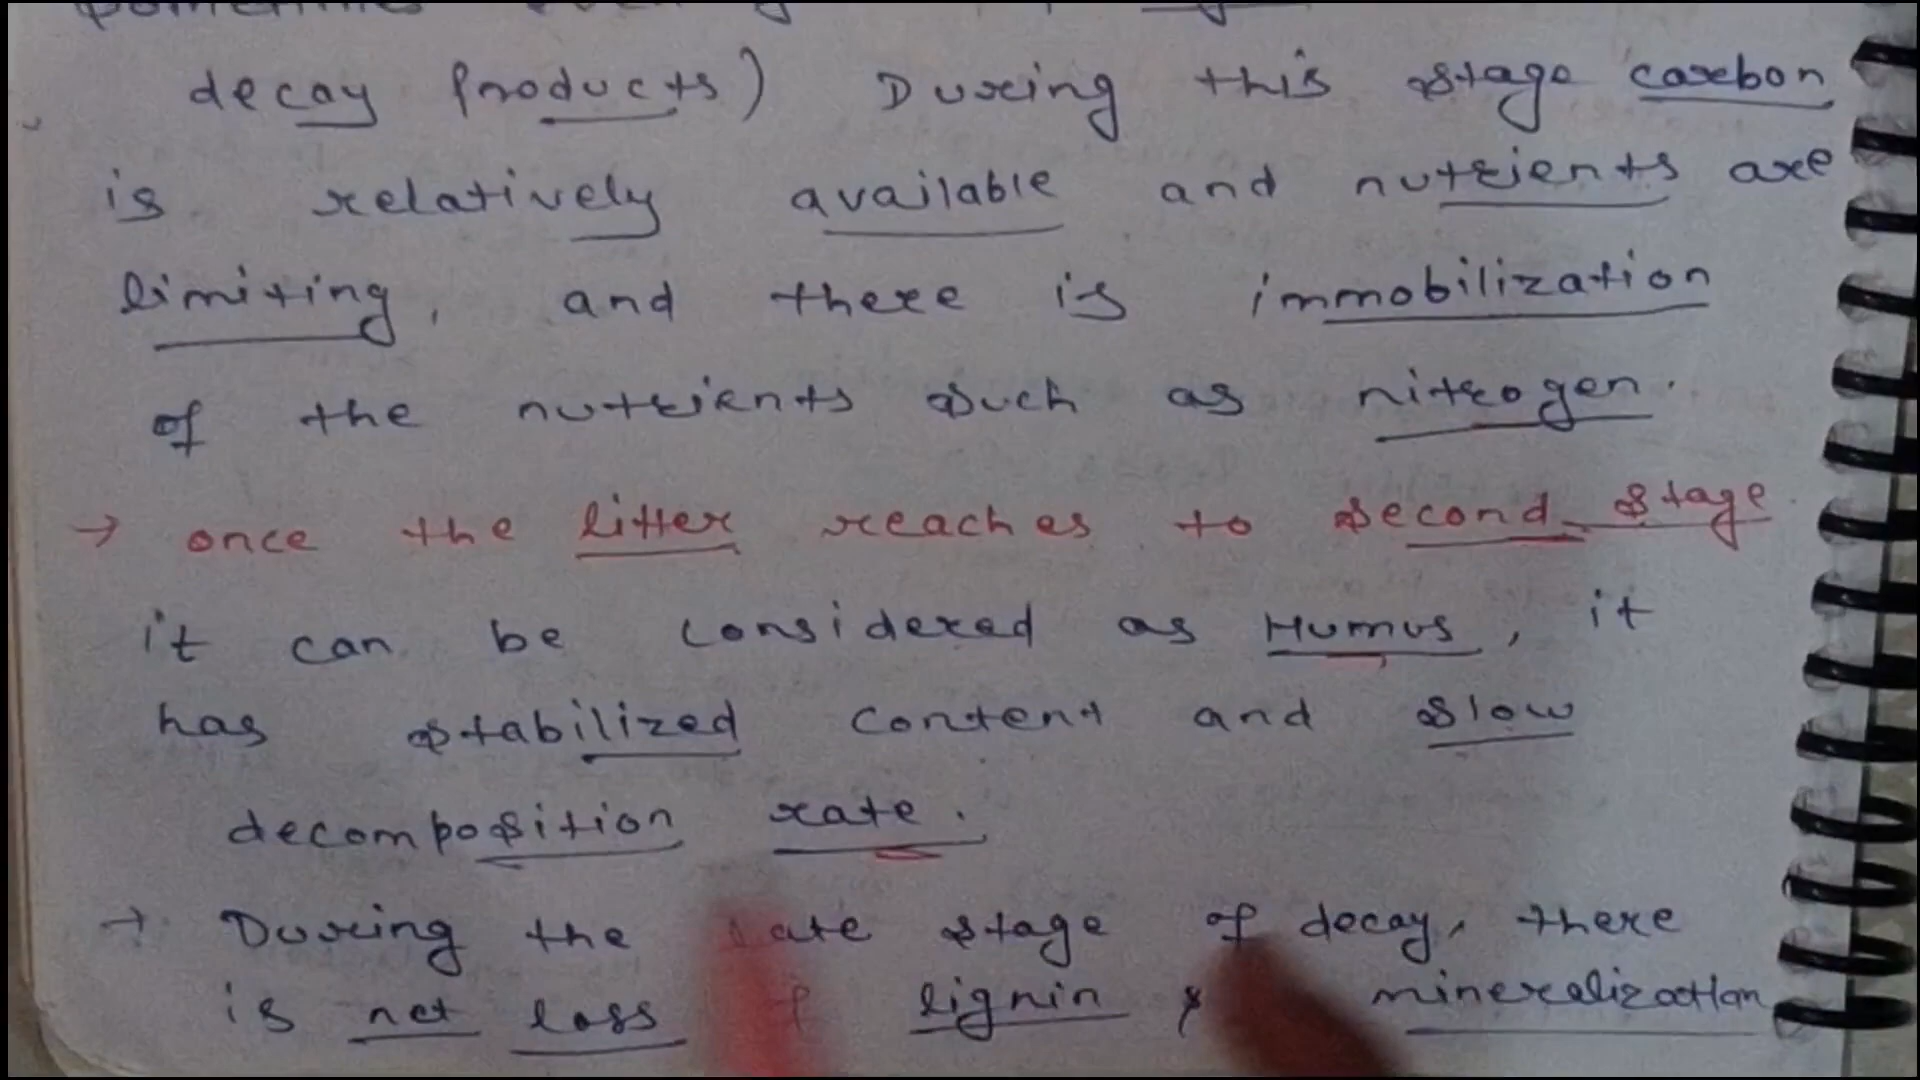 decay products) During this stage carbon
is relatively available and nutrients are
limiting, and there is immobilization
of the nutrients such as nitrogen.
→ once the litter reaches to second stage
it can be considered as Humus, it
has stabilized content and slow
decomposition rate.
→ During the late stage of decay, there
is net loss lignin & mineralization